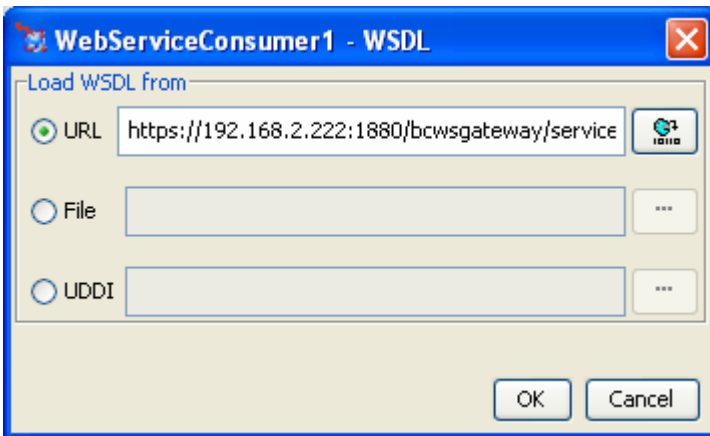 WebServiceConsumer1 - WSDL
Load WSDL from
URL https://192.168.2.222:1880/bcwsgateway/service
File ...
UDDI ...
OK Cancel